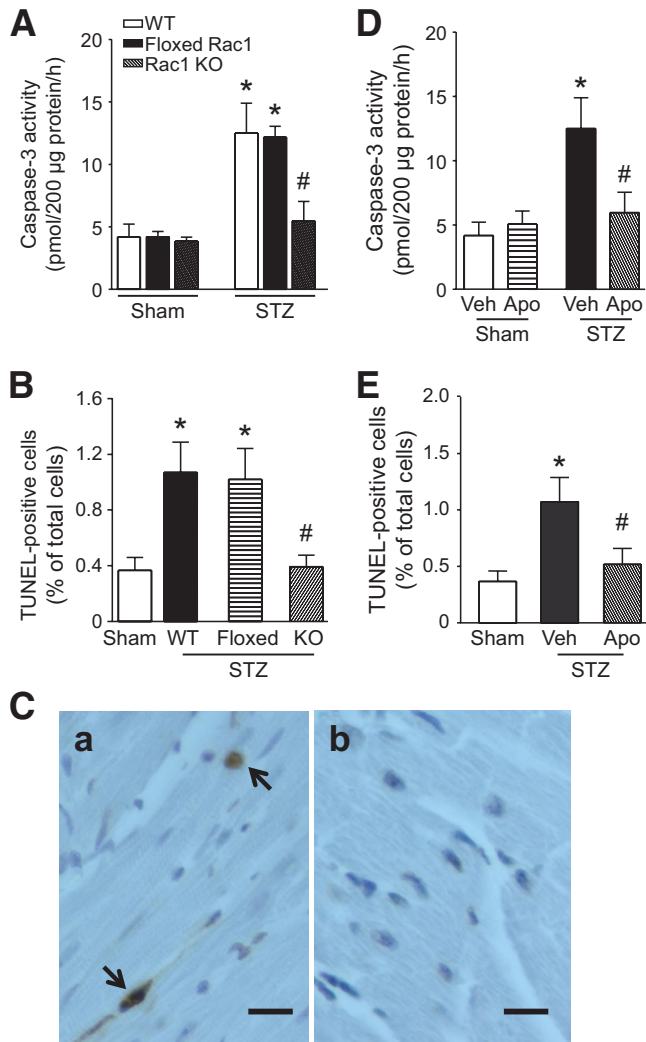 A
WT
Floxed Rac1
Rac1 KO
Caspase-3 activity
(pmol/200 µg protein/h)
20
15
10
5
0
*
*
#
Sham
STZ
D
Caspase-3 activity
(pmol/200 µg protein/h)
20
15
10
5
0
*
#
Veh Apo Veh Apo
Sham
STZ
B
TUNEL-positive cells
(% of total cells)
1.6
1.2
0.8
0.4
0
*
*
#
Sham WT Floxed KO
STZ
E
TUNEL-positive cells
(% of total cells)
2.0
1.5
1.0
0.5
0
*
#
Sham Veh Apo
STZ
C
a
b